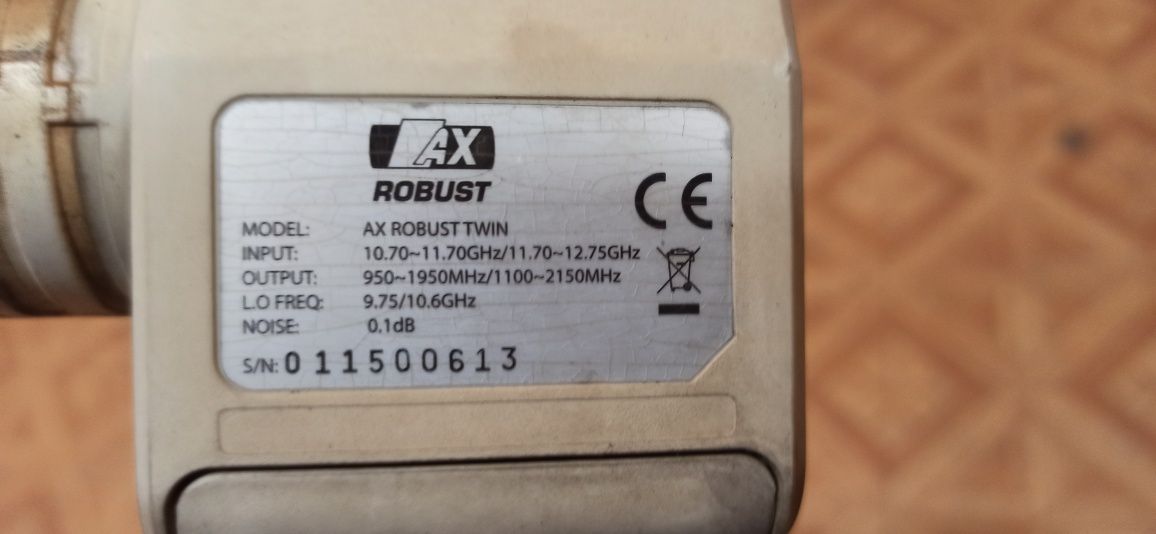 AX
ROBUST
CE
MODEL: AX ROBUST TWIN
INPUT: 10.70~11.70GHz/11.70~12.75GHz
OUTPUT: 950~1950MHz/1100~2150MHz
L.O FREQ: 9.75/10.6GHz
NOISE: 0.1dB
S/N: 011500613